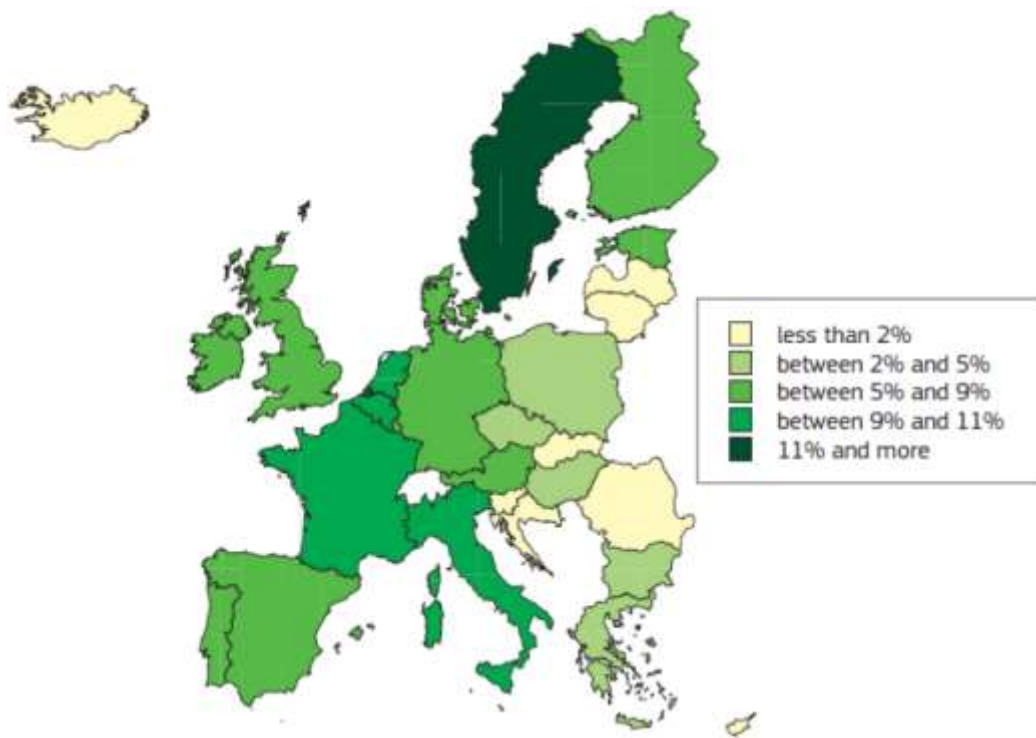 less than 2%
between 2% and 5%
between 5% and 9%
between 9% and 11%
11% and more